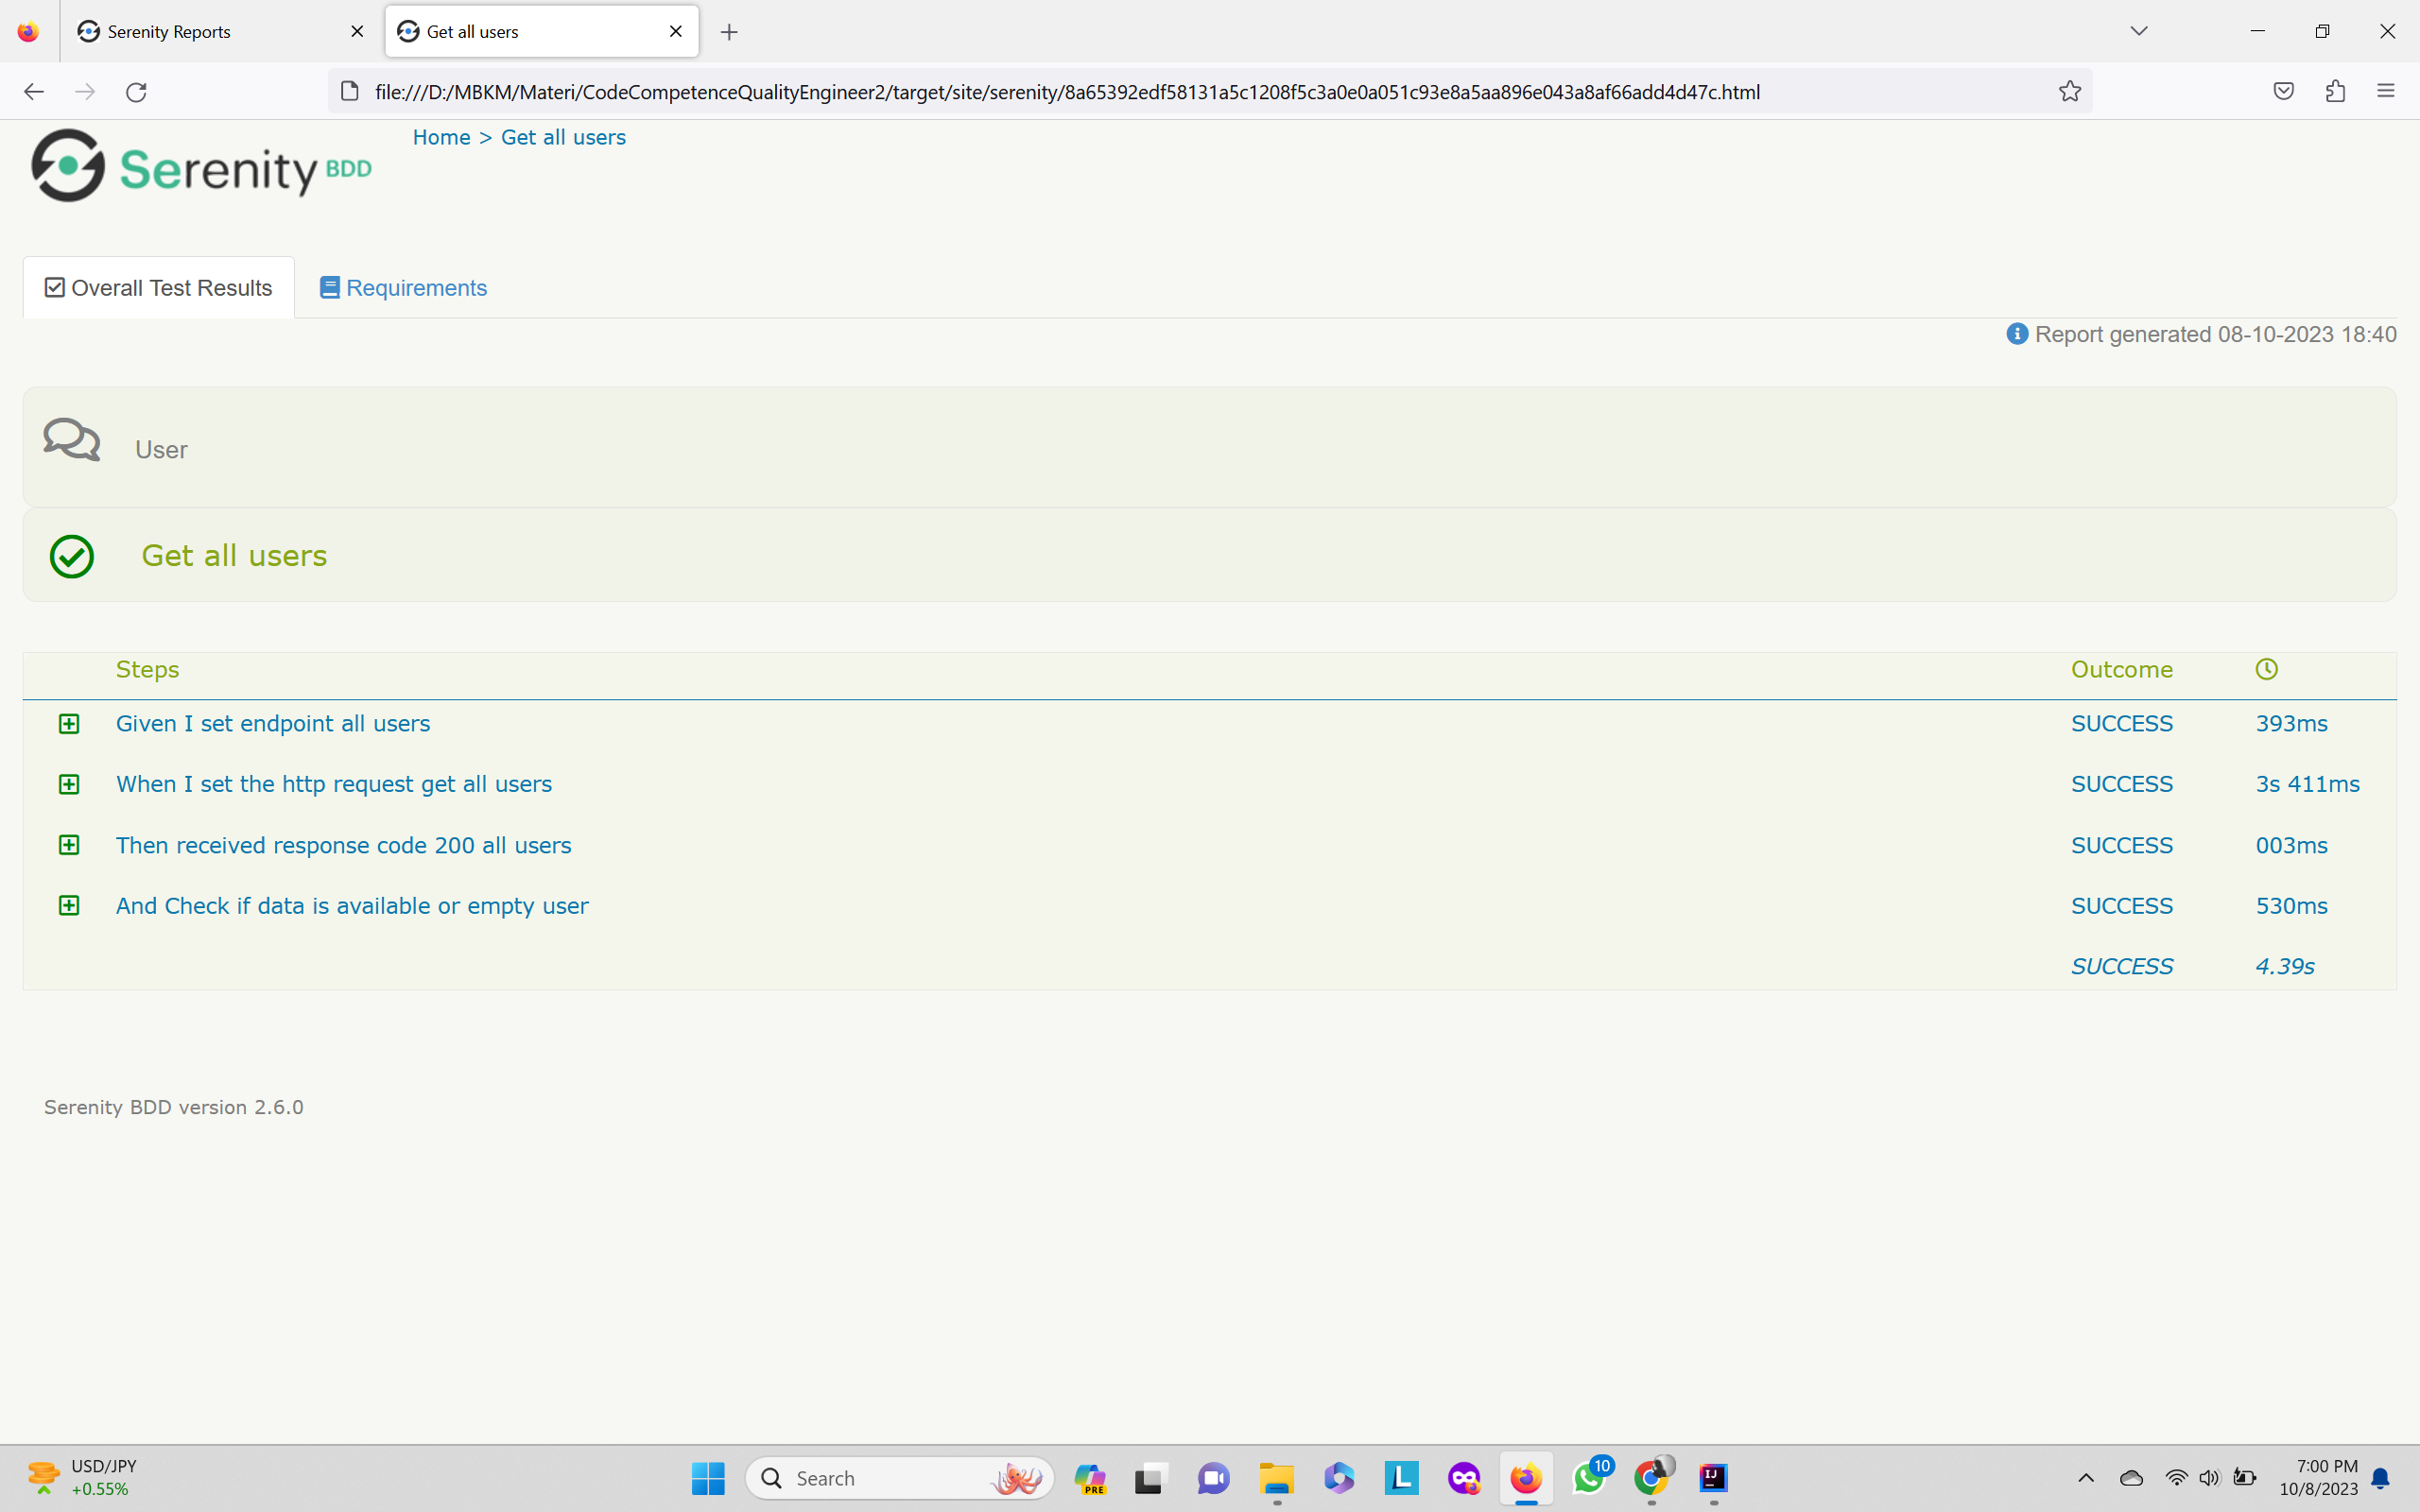 Serenity Reports
Get all users
file:///D:/MBKM/Materi/CodeCompetenceQualityEngineer2/target/site/serenity/8a65392edf58131a5c1208f5c3a0e0a051c93e8a5aa896e043a8af66add4d47c.html
Serenity BDD
Home > Get all users
Overall Test Results
Requirements
Report generated 08-10-2023 18:40
User
Get all users
Steps Outcome
Given I set endpoint all users SUCCESS 393ms
When I set the http request get all users SUCCESS 3s 411ms
Then received response code 200 all users SUCCESS 003ms
And Check if data is available or empty user SUCCESS 530ms
SUCCESS 4.39s
Serenity BDD version 2.6.0
USD/JPY
+0.55%
Search
PRE
L
10
IJ
7:00 PM
10/8/2023